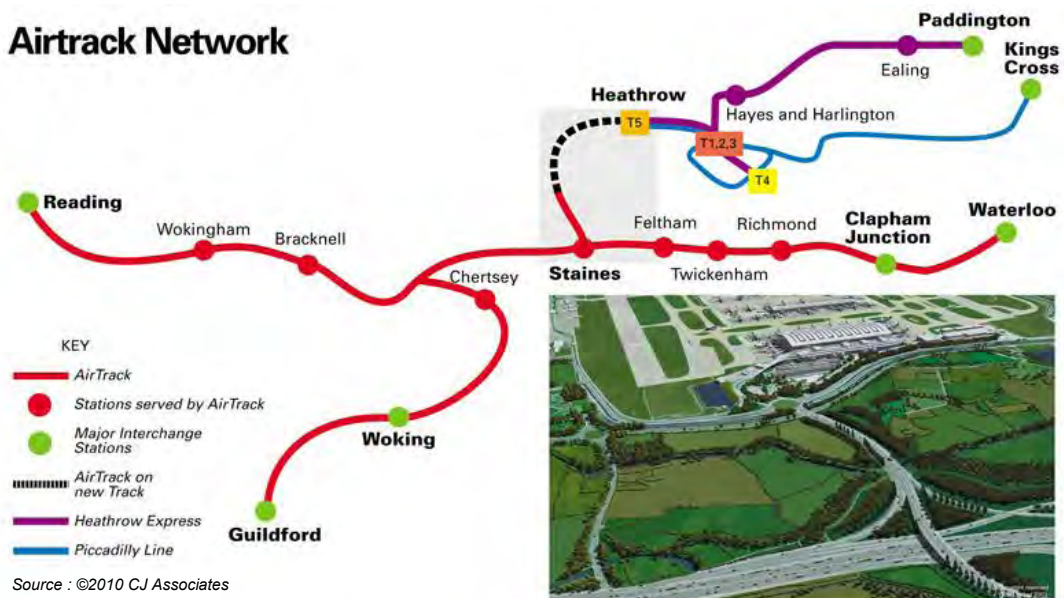 Airtrack Network
Paddington
Kings
Cross
Ealing
Heathrow
Hayes and Harlington
T5
T1,2,3
T4
Reading
Wokingham
Bracknell
Chertsey
Staines
Feltham
Twickenham
Richmond
Clapham
Junction
Waterloo
Woking
Guildford
KEY
AirTrack
Stations served by AirTrack
Major Interchange
Stations
AirTrack on
new Track
Heathrow Express
Piccadilly Line
Source : ©2010 CJ Associates